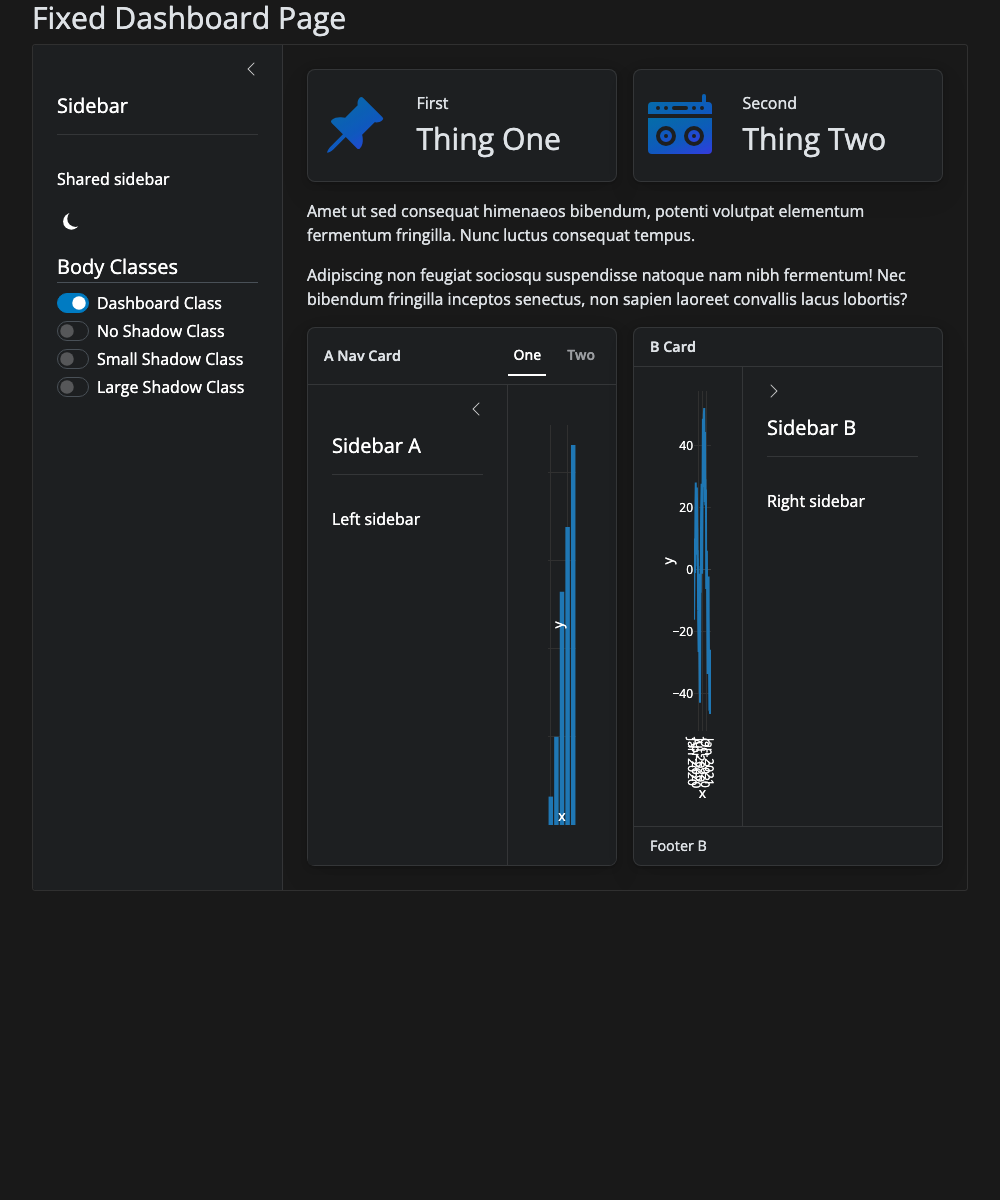 Fixed Dashboard Page
Sidebar
Shared sidebar
Body Classes
Dashboard Class
No Shadow Class
Small Shadow Class
Large Shadow Class
First
Thing One
Second
Thing Two
Amet ut sed consequat himenaeos bibendum, potenti volutpat elementum
fermentum fringilla. Nunc luctus consequat tempus.
Adipiscing non feugiat sociosqu suspendisse natoque nam nibh fermentum! Nec
bibendum fringilla inceptos senectus, non sapien laoreet convallis lacus lobortis?
A Nav Card
One
Two
Sidebar A
Left sidebar
y
x
B Card
40
20
0
−20
−40
y
Jan 2020
Jan 2021
x
Sidebar B
Right sidebar
Footer B